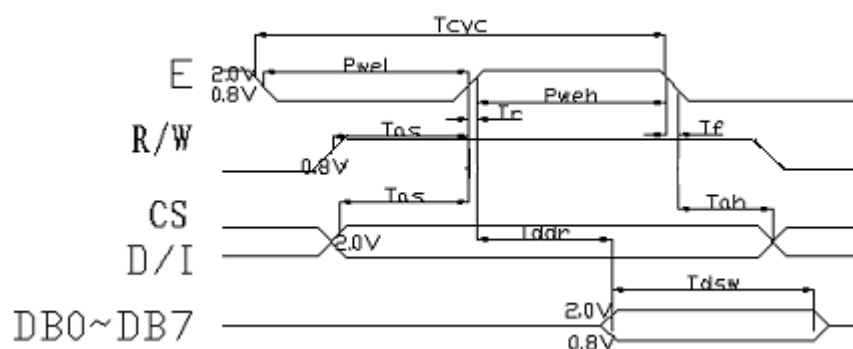 Tcyc
E 2.0V Pwel
0.8V Pweh
Tr
R/W Tas Tf
0.8V
CS Tas Tah
2.0V Tddr
D/I
Tdsw
DB0~DB7 2.0V
0.8V